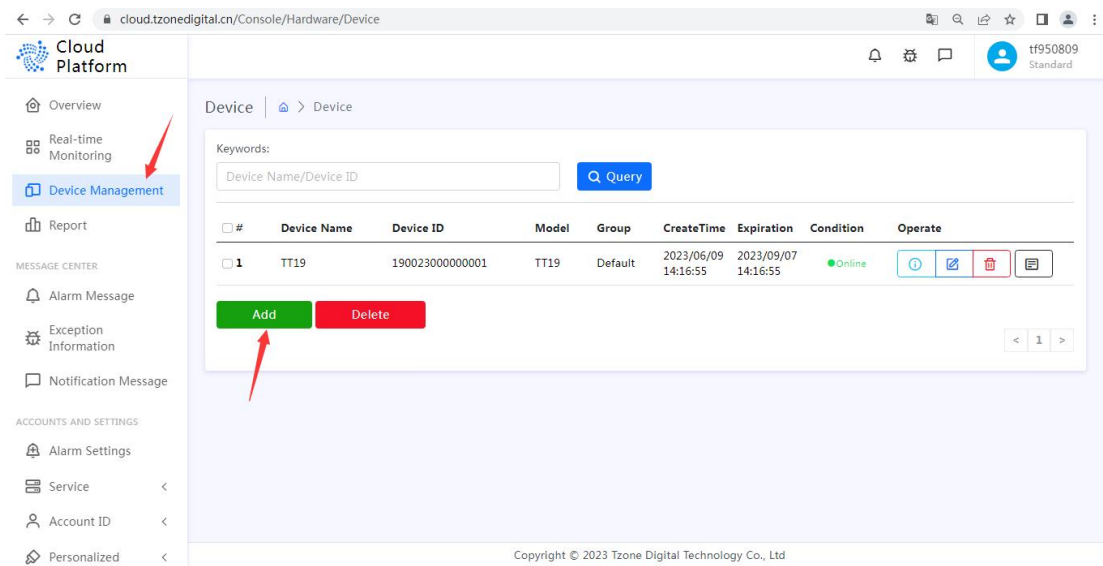 cloud.tzonedigital.cn/Console/Hardware/Device
Cloud
Platform
tf950809
Standard
Overview
Real-time
Monitoring
Device Management
Report
MESSAGE CENTER
Alarm Message
Exception
Information
Notification Message
ACCOUNTS AND SETTINGS
Alarm Settings
Service <
Account ID <
Personalized <
Device > Device
Keywords:
Device Name/Device ID
Query
# Device Name Device ID Model Group CreateTime Expiration Condition Operate
1 TT19 190023000000001 TT19 Default 2023/06/09 14:16:55 2023/09/07 14:16:55 Online
Add Delete
< 1 >
Copyright © 2023 Tzone Digital Technology Co., Ltd